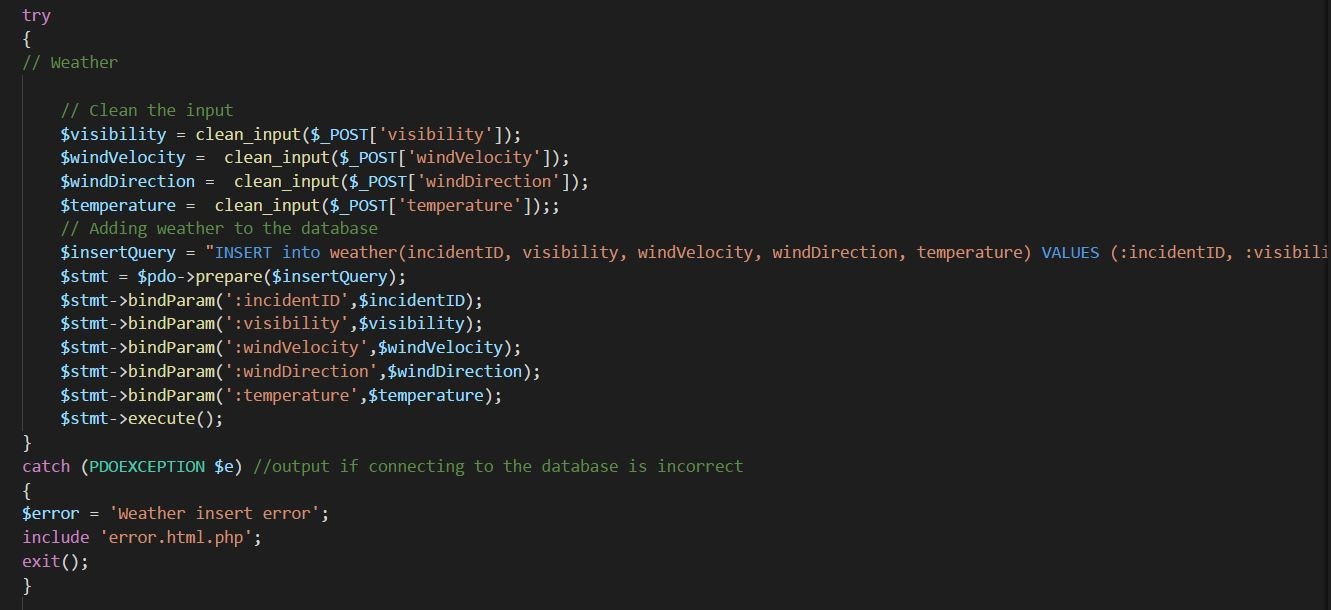 try
{
// Weather
// Clean the input
$visibility = clean_input($_POST['visibility']);
$windVelocity =  clean_input($_POST['windVelocity']);
$windDirection =  clean_input($_POST['windDirection']);
$temperature =  clean_input($_POST['temperature']);;
// Adding weather to the database
$insertQuery = "INSERT into weather(incidentID, visibility, windVelocity, windDirection, temperature) VALUES (:incidentID, :visibili
$stmt = $pdo->prepare($insertQuery);
$stmt->bindParam(':incidentID',$incidentID);
$stmt->bindParam(':visibility',$visibility);
$stmt->bindParam(':windVelocity',$windVelocity);
$stmt->bindParam(':windDirection',$windDirection);
$stmt->bindParam(':temperature',$temperature);
$stmt->execute();
}
catch (PDOEXCEPTION $e) //output if connecting to the database is incorrect
{
$error = 'Weather insert error';
include 'error.html.php';
exit();
}